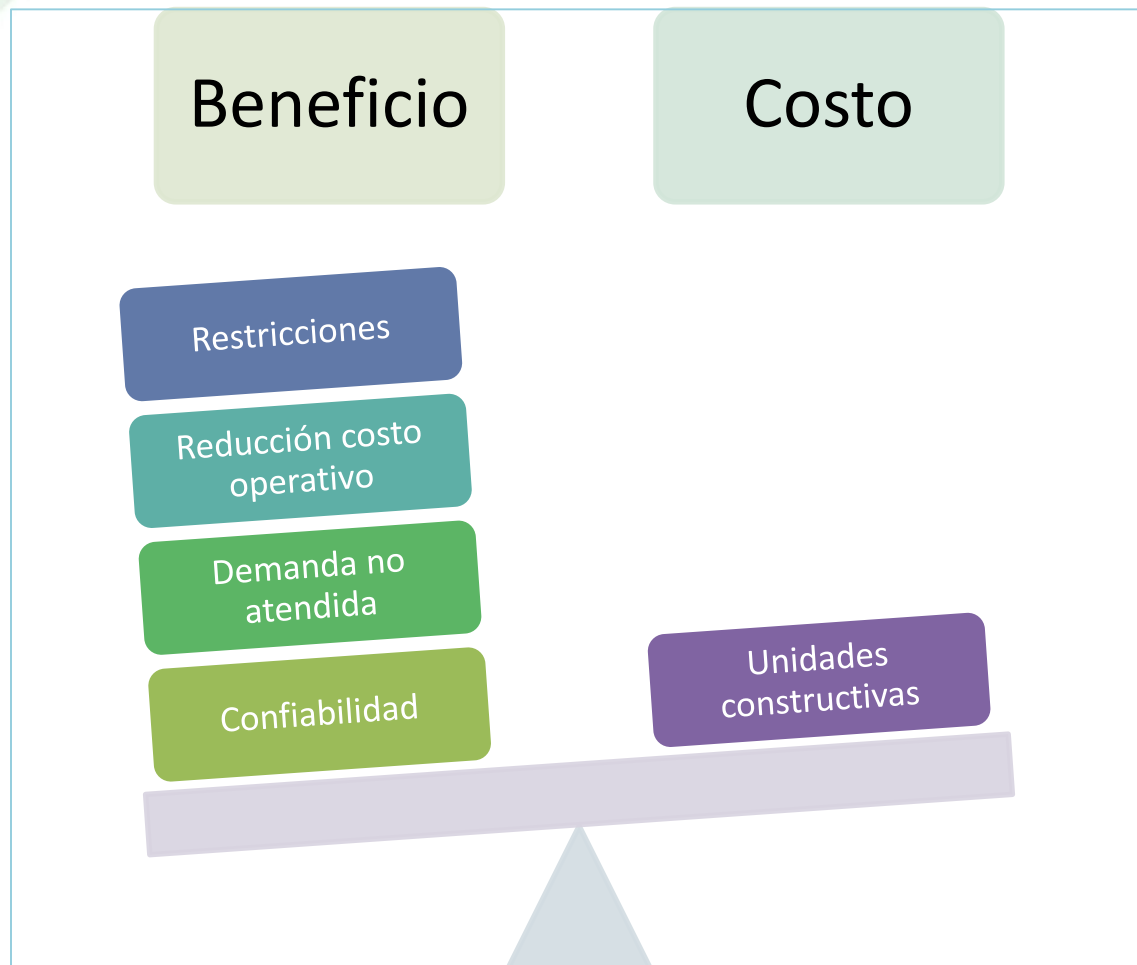 Beneficio
Costo
Restricciones
Reducción costo
operativo
Demanda no
atendida
Confiabilidad
Unidades
constructivas